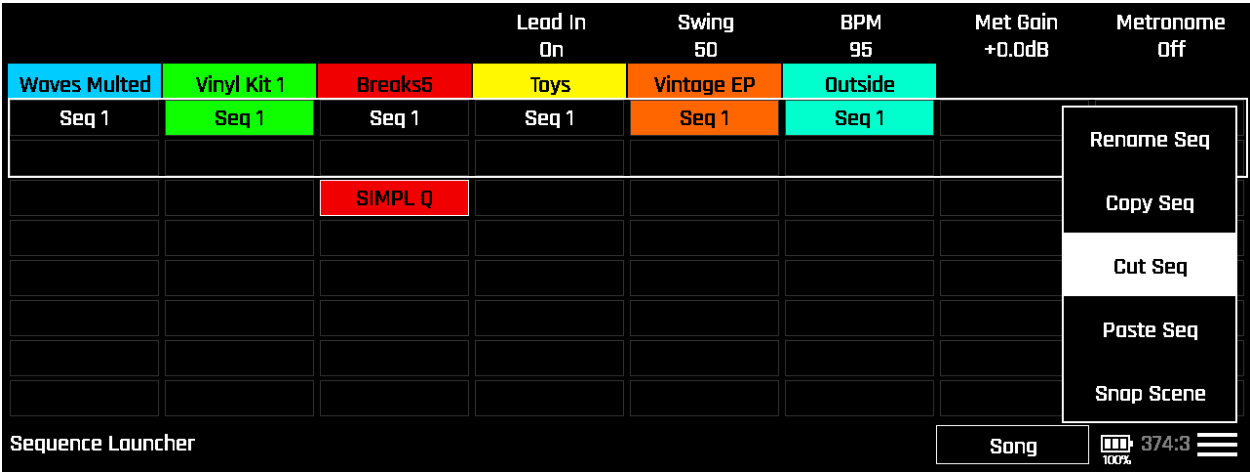 Lead In Swing BPM Met Gain Metronome
On 50 95 +0.0dB Off
Waves Multed Vinyl Kit 1 Breaks5 Toys Vintage EP Outside
Seq 1 Seq 1 Seq 1 Seq 1 Seq 1 Seq 1
Rename Seq
SIMPL Q
Copy Seq
Cut Seq
Paste Seq
Snap Scene
Sequence Launcher Song 100% 374:3